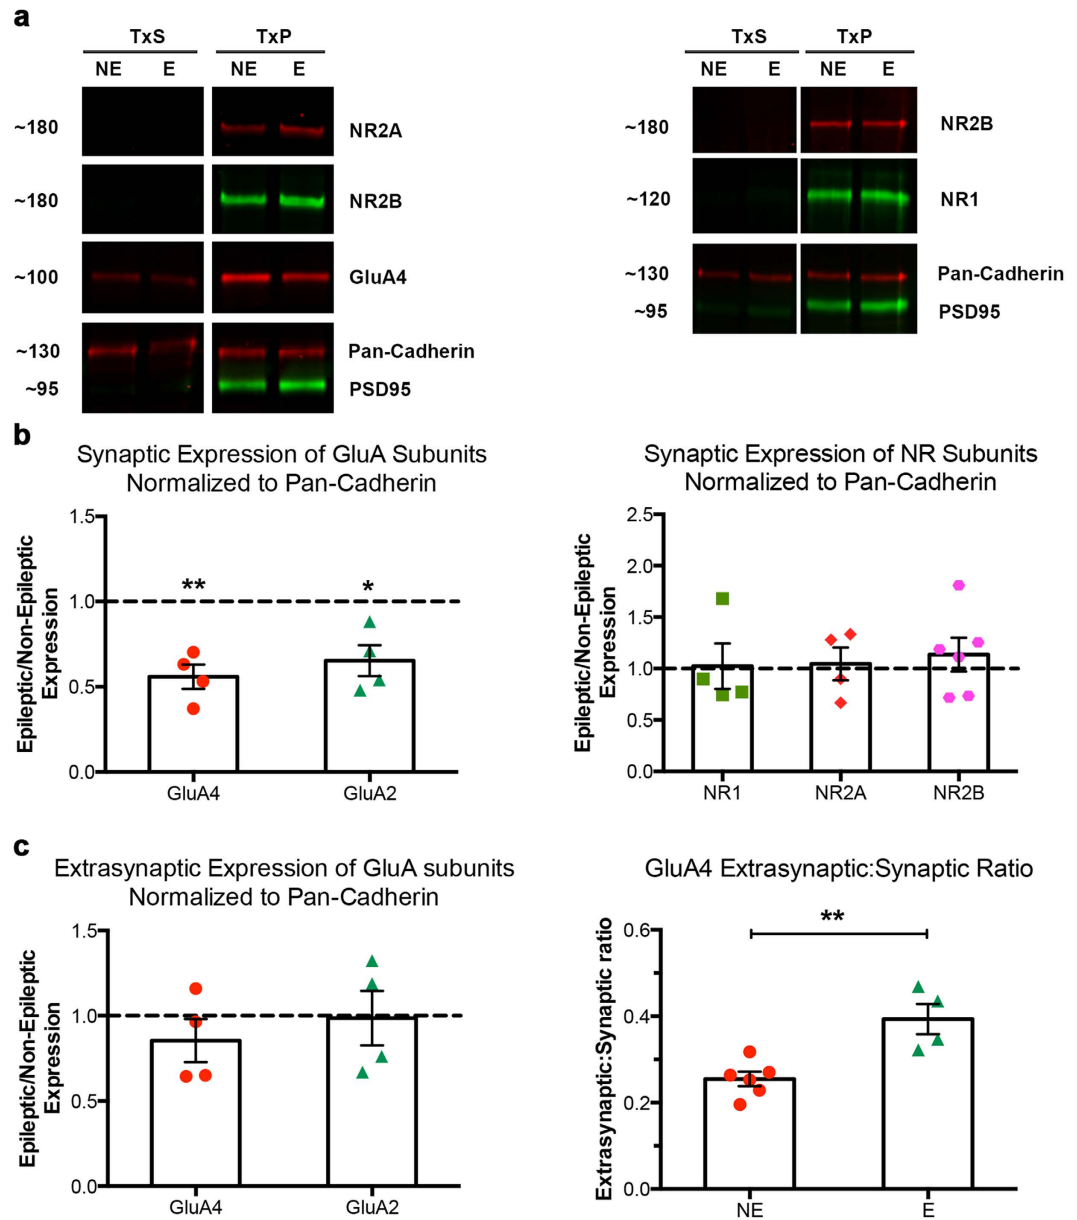 a
TxS TxP
NE E NE E
~180 NR2A
~180 NR2B
~100 GluA4
~130 Pan-Cadherin
~95 PSD95
TxS TxP
NE E NE E
~180 NR2B
~120 NR1
~130 Pan-Cadherin
~95 PSD95
b
Synaptic Expression of GluA Subunits
Normalized to Pan-Cadherin
Epileptic/Non-Epileptic
Expression
1.5
1.0
0.5
0.0
** *
GluA4 GluA2
Synaptic Expression of NR Subunits
Normalized to Pan-Cadherin
Epileptic/Non-Epileptic
Expression
2.5
2.0
1.5
1.0
0.5
0.0
NR1 NR2A NR2B
c
Extrasynaptic Expression of GluA subunits
Normalized to Pan-Cadherin
Epileptic/Non-Epileptic
Expression
1.5
1.0
0.5
0.0
GluA4 GluA2
GluA4 Extrasynaptic:Synaptic Ratio
Extrasynaptic:Synaptic ratio
0.6
0.4
0.2
0.0
**
NE E